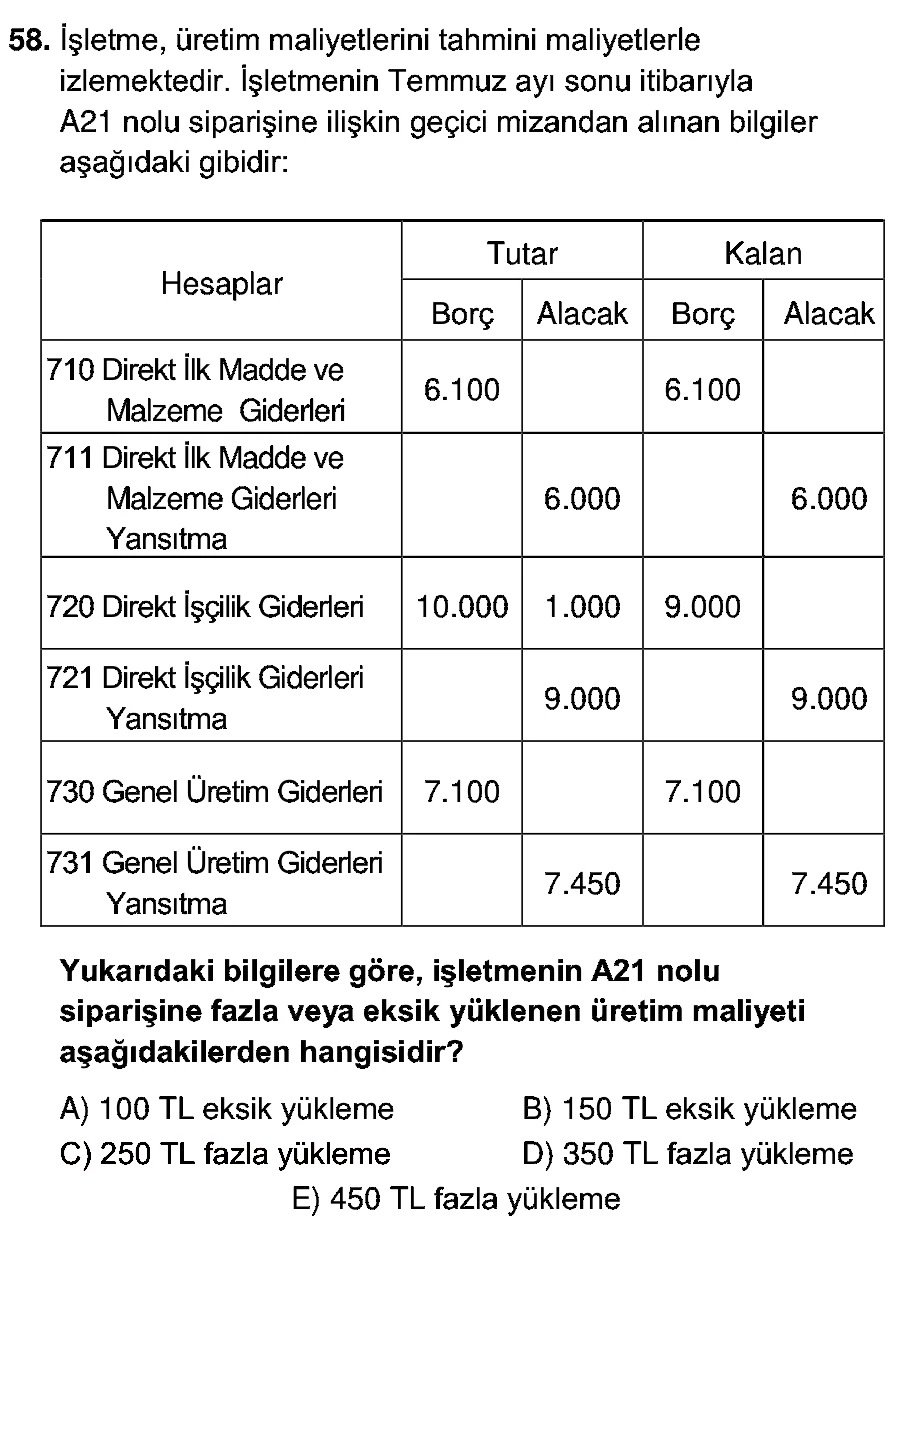 58. İşletme, üretim maliyetlerini tahmini maliyetlerle
izlemektedir. İşletmenin Temmuz ayı sonu itibarıyla
A21 nolu siparişine ilişkin geçici mizandan alınan bilgiler
aşağıdaki gibidir:
Hesaplar Tutar Kalan
Borç Alacak Borç Alacak
710 Direkt İlk Madde ve
Malzeme Giderleri 6.100 6.100
711 Direkt İlk Madde ve
Malzeme Giderleri 6.000 6.000
Yansıtma
720 Direkt İşçilik Giderleri 10.000 1.000 9.000
721 Direkt İşçilik Giderleri
Yansıtma 9.000 9.000
730 Genel Üretim Giderleri 7.100 7.100
731 Genel Üretim Giderleri
Yansıtma 7.450 7.450
Yukarıdaki bilgilere göre, işletmenin A21 nolu
siparişine fazla veya eksik yüklenen üretim maliyeti
aşağıdakilerden hangisidir?
A) 100 TL eksik yükleme B) 150 TL eksik yükleme
C) 250 TL fazla yükleme D) 350 TL fazla yükleme
E) 450 TL fazla yükleme